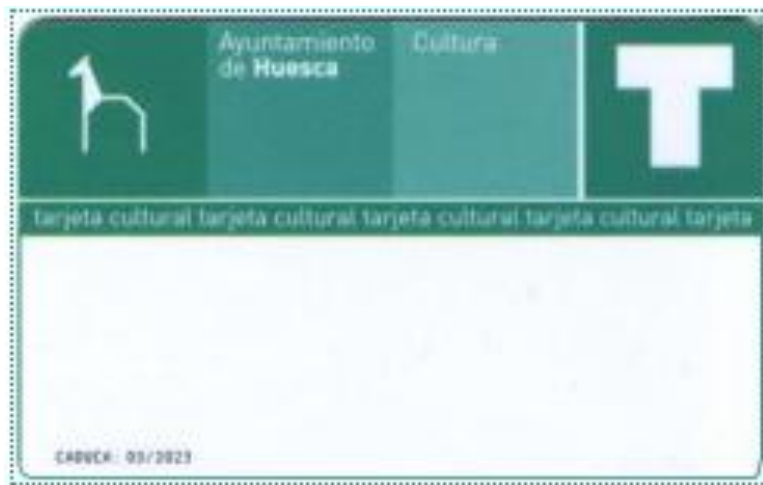 Ayuntamiento
de Huesca
Cultura
T
tarjeta cultural tarjeta cultural tarjeta cultural tarjeta cultural tarjeta
CADUCA: 03/2023